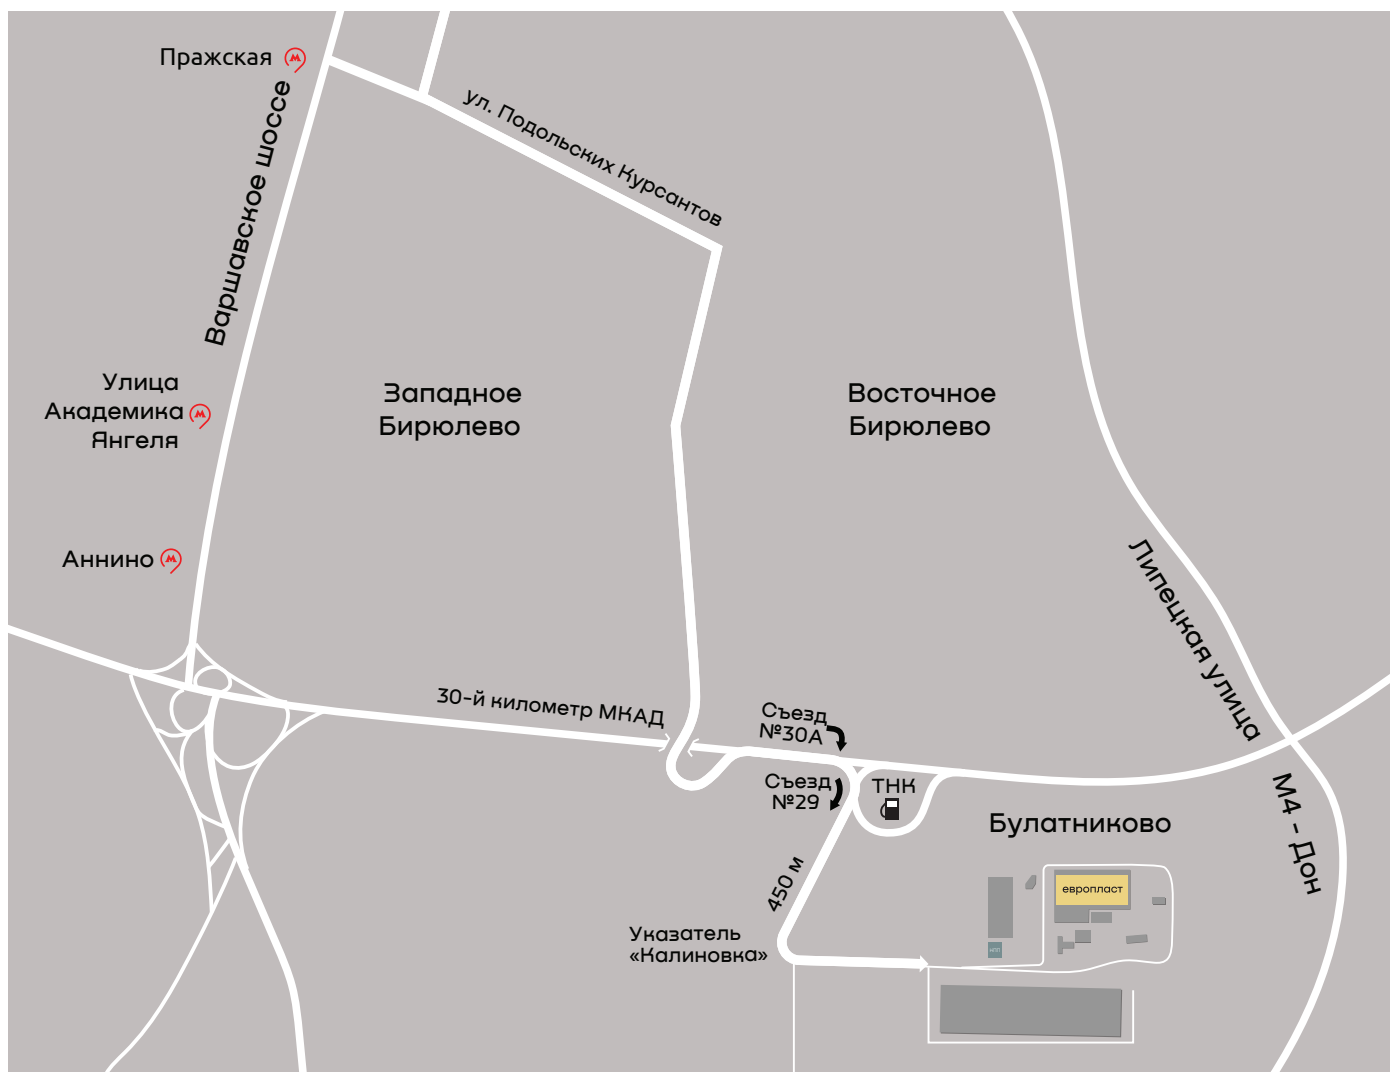 Пражская
М
Варшавское шоссе
ул. Подольских Курсантов
Улица
Академика
Янгеля
М
Западное
Бирюлево
Восточное
Бирюлево
Аннино
М
Липецкая улица
30-й километр МКАД
Съезд
№30А
Съезд
№29
ТНК
Булатниково
М4 - Дон
450 м
европласт
Указатель
«Калиновка»
КПП